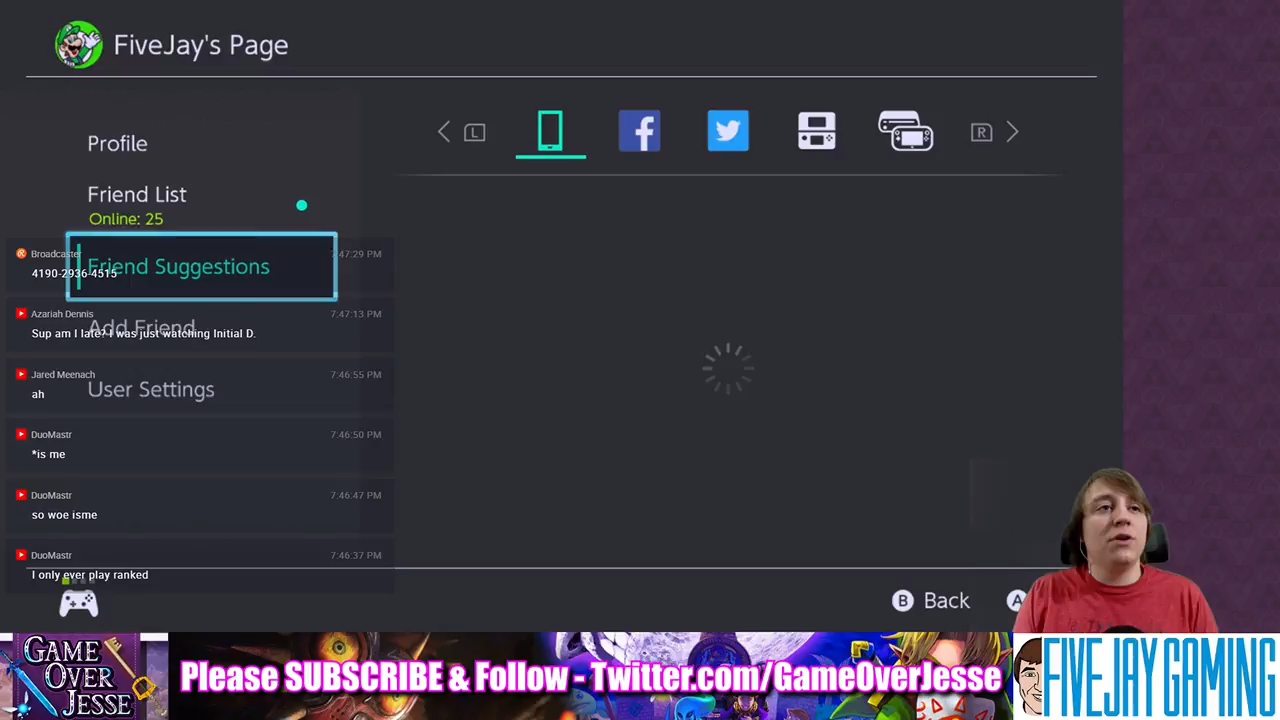 FiveJay's Page
L
R
Profile
Friend List
Online: 25
Friend Suggestions
Add Friend
User Settings
Broadcaster 7:47:29 PM
4190-2936-4515
Azariah Dennis 7:47:13 PM
Sup am I late? I was just watching Initial D.
Jared Meenach 7:46:55 PM
ah
DuoMastr 7:46:50 PM
*is me
DuoMastr 7:46:47 PM
so woe isme
DuoMastr 7:46:37 PM
I only ever play ranked
B Back A
GAME
OVER
JESSE
Please SUBSCRIBE & Follow - Twitter.com/GameOverJesse
FIVEJAYGAMING